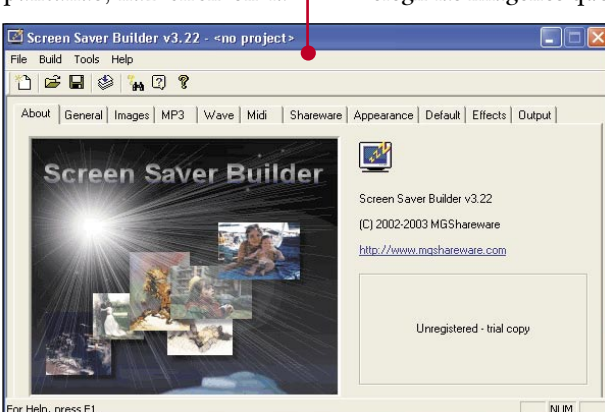 Screen Saver Builder v3.22 - <no project>
File Build Tools Help
About General Images MP3 Wave Midi Shareware Appearance Default Effects Output
Screen Saver Builder
Screen Saver Builder v3.22
(C) 2002-2003 MGShareware
http://www.mgshareware.com
Unregistered - trial copy
For Help, press F1
NUM